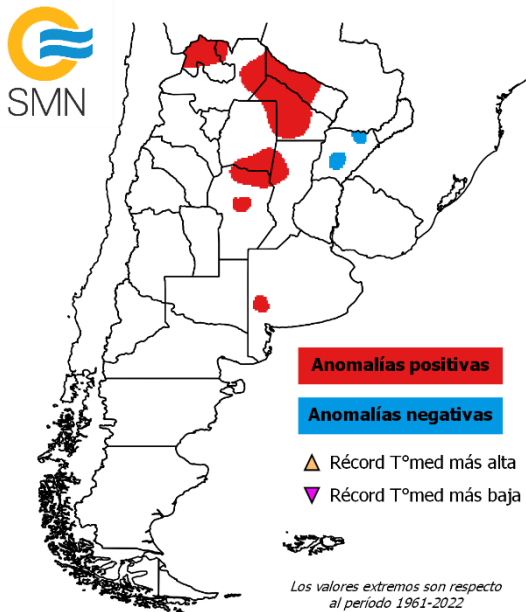 SMN
Anomalías positivas
Anomalías negativas
Récord T°med más alta
Récord T°med más baja
Los valores extremos son respecto
al período 1961-2022